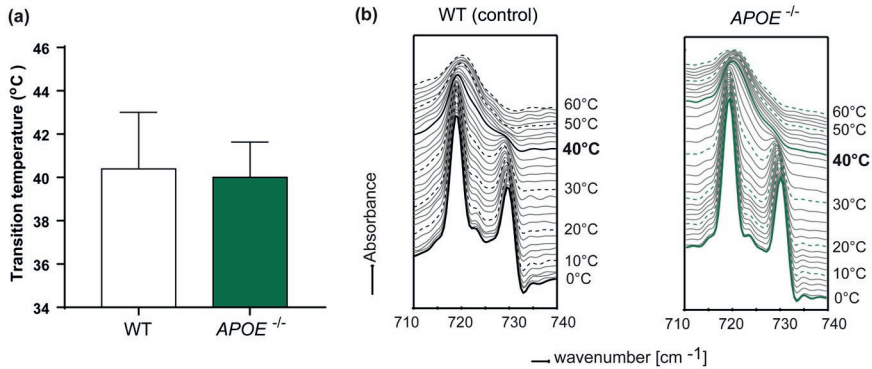 (a)
Transition temperature (°C)
46
44
42
40
38
36
34
WT
APOE -/-
(b)
WT (control)
APOE -/-
Absorbance
60°C
50°C
40°C
30°C
20°C
10°C
0°C
710 720 730 740
60°C
50°C
40°C
30°C
20°C
10°C
0°C
710 720 730 740
wavenumber [cm -1]